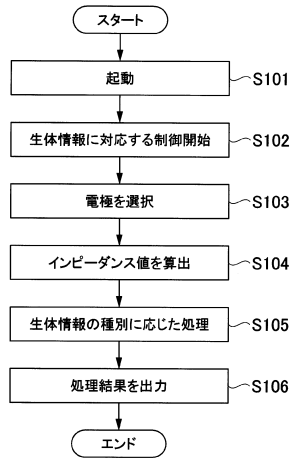 スタート
起動
S101
生体情報に対応する制御開始
S102
電極を選択
S103
インピーダンス値を算出
S104
生体情報の種別に応じた処理
S105
処理結果を出力
S106
エンド